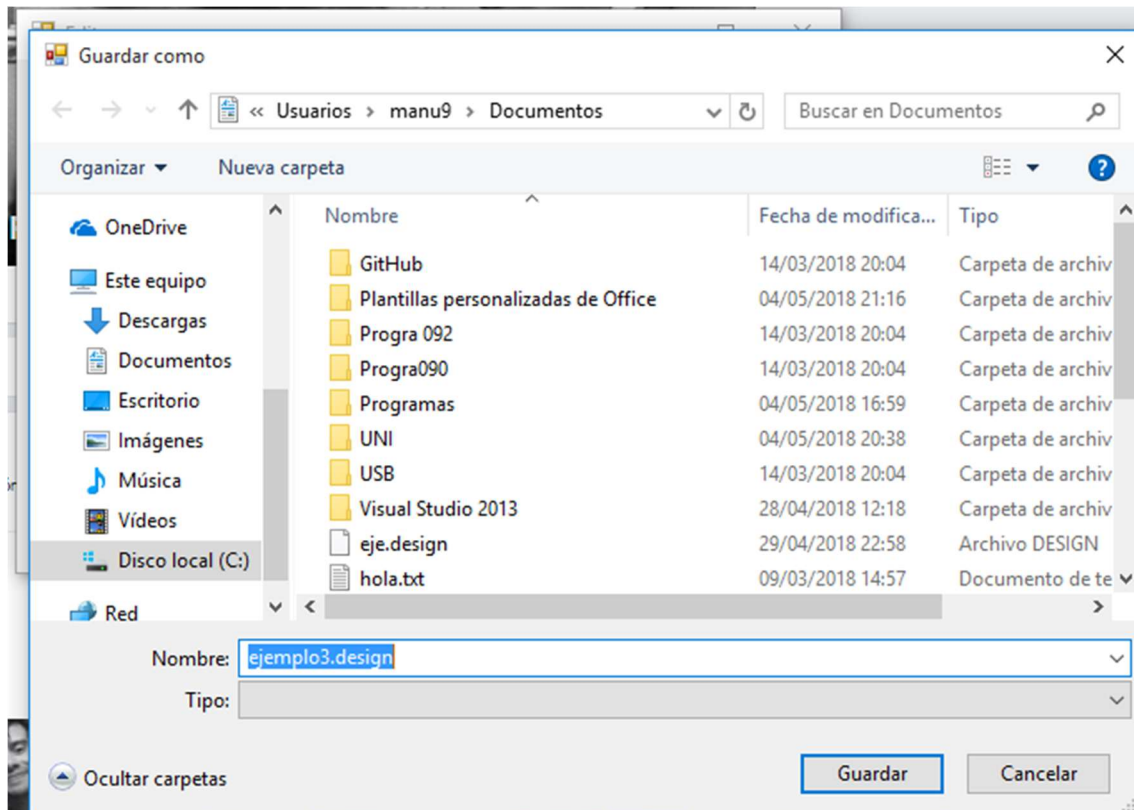 Guardar como
« Usuarios > manu9 > Documentos
Buscar en Documentos
Organizar
Nueva carpeta
OneDrive
Este equipo
Descargas
Documentos
Escritorio
Imágenes
Música
Vídeos
Disco local (C:)
Red
Nombre Fecha de modifica... Tipo
GitHub 14/03/2018 20:04 Carpeta de archiv
Plantillas personalizadas de Office 04/05/2018 21:16 Carpeta de archiv
Progra 092 14/03/2018 20:04 Carpeta de archiv
Progra090 14/03/2018 20:04 Carpeta de archiv
Programas 04/05/2018 16:59 Carpeta de archiv
UNI 04/05/2018 20:38 Carpeta de archiv
USB 14/03/2018 20:04 Carpeta de archiv
Visual Studio 2013 28/04/2018 12:18 Carpeta de archiv
eje.design 29/04/2018 22:58 Archivo DESIGN
hola.txt 09/03/2018 14:57 Documento de te
Nombre: ejemplo3.design
Tipo:
Ocultar carpetas
Guardar
Cancelar